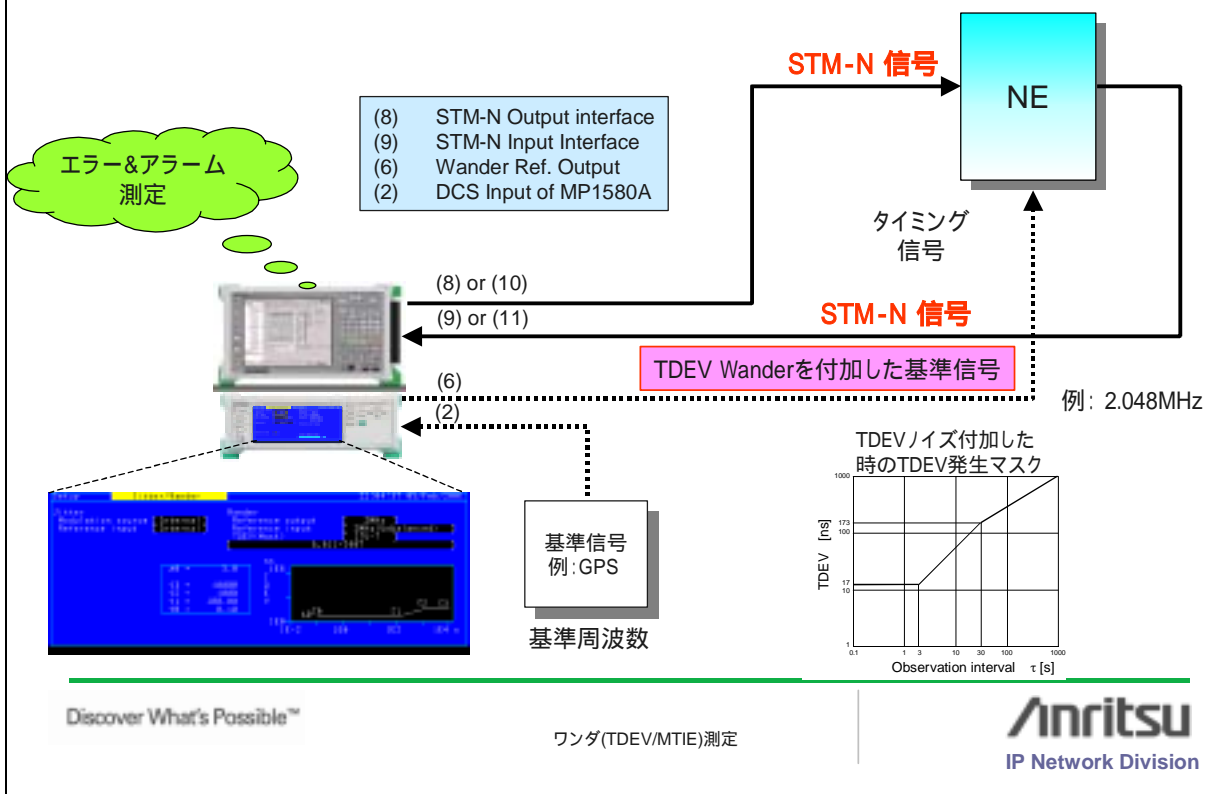 STM-N 信号
NE
(8) STM-N Output interface
(9) STM-N Input Interface
(6) Wander Ref. Output
(2) DCS Input of MP1580A
エラー&アラーム
測定
タイミング
信号
(8) or (10)
(9) or (11)
STM-N 信号
TDEV Wanderを付加した基準信号
(6)
(2)
例: 2.048MHz
TDEVノイズ付加した
時のTDEV発生マスク
1000
173
100
17
10
1
TDEV [ns]
0.1 1 3 10 30 100 1000
Observation interval τ [s]
基準信号
例:GPS
基準周波数
Discover What's Possible™
ワンダ(TDEV/MTIE)測定
Anritsu
IP Network Division